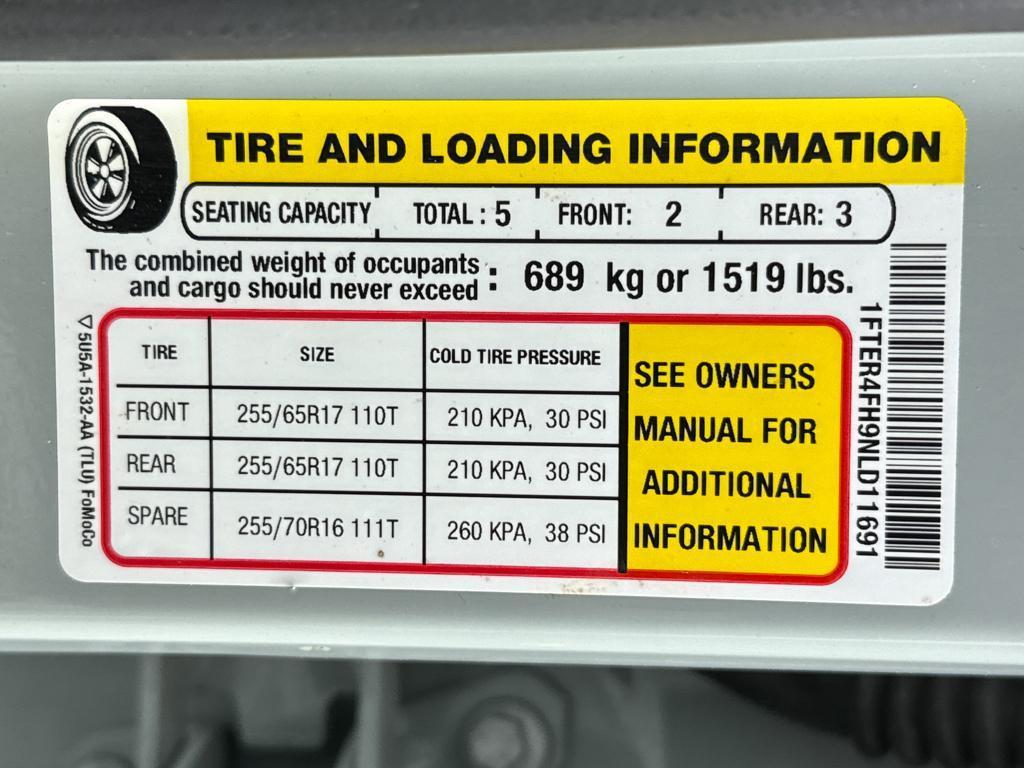 TIRE AND LOADING INFORMATION
SEATING CAPACITY TOTAL : 5 FRONT: 2 REAR: 3
The combined weight of occupants
and cargo should never exceed : 689 kg or 1519 lbs.
TIRE SIZE COLD TIRE PRESSURE
FRONT 255/65R17 110T 210 KPA, 30 PSI
REAR 255/65R17 110T 210 KPA, 30 PSI
SPARE 255/70R16 111T 260 KPA, 38 PSI
SEE OWNERS
MANUAL FOR
ADDITIONAL
INFORMATION
▽5U5A-1532-AA (TLU) FoMoCo
1FTER4FH9NLD11691